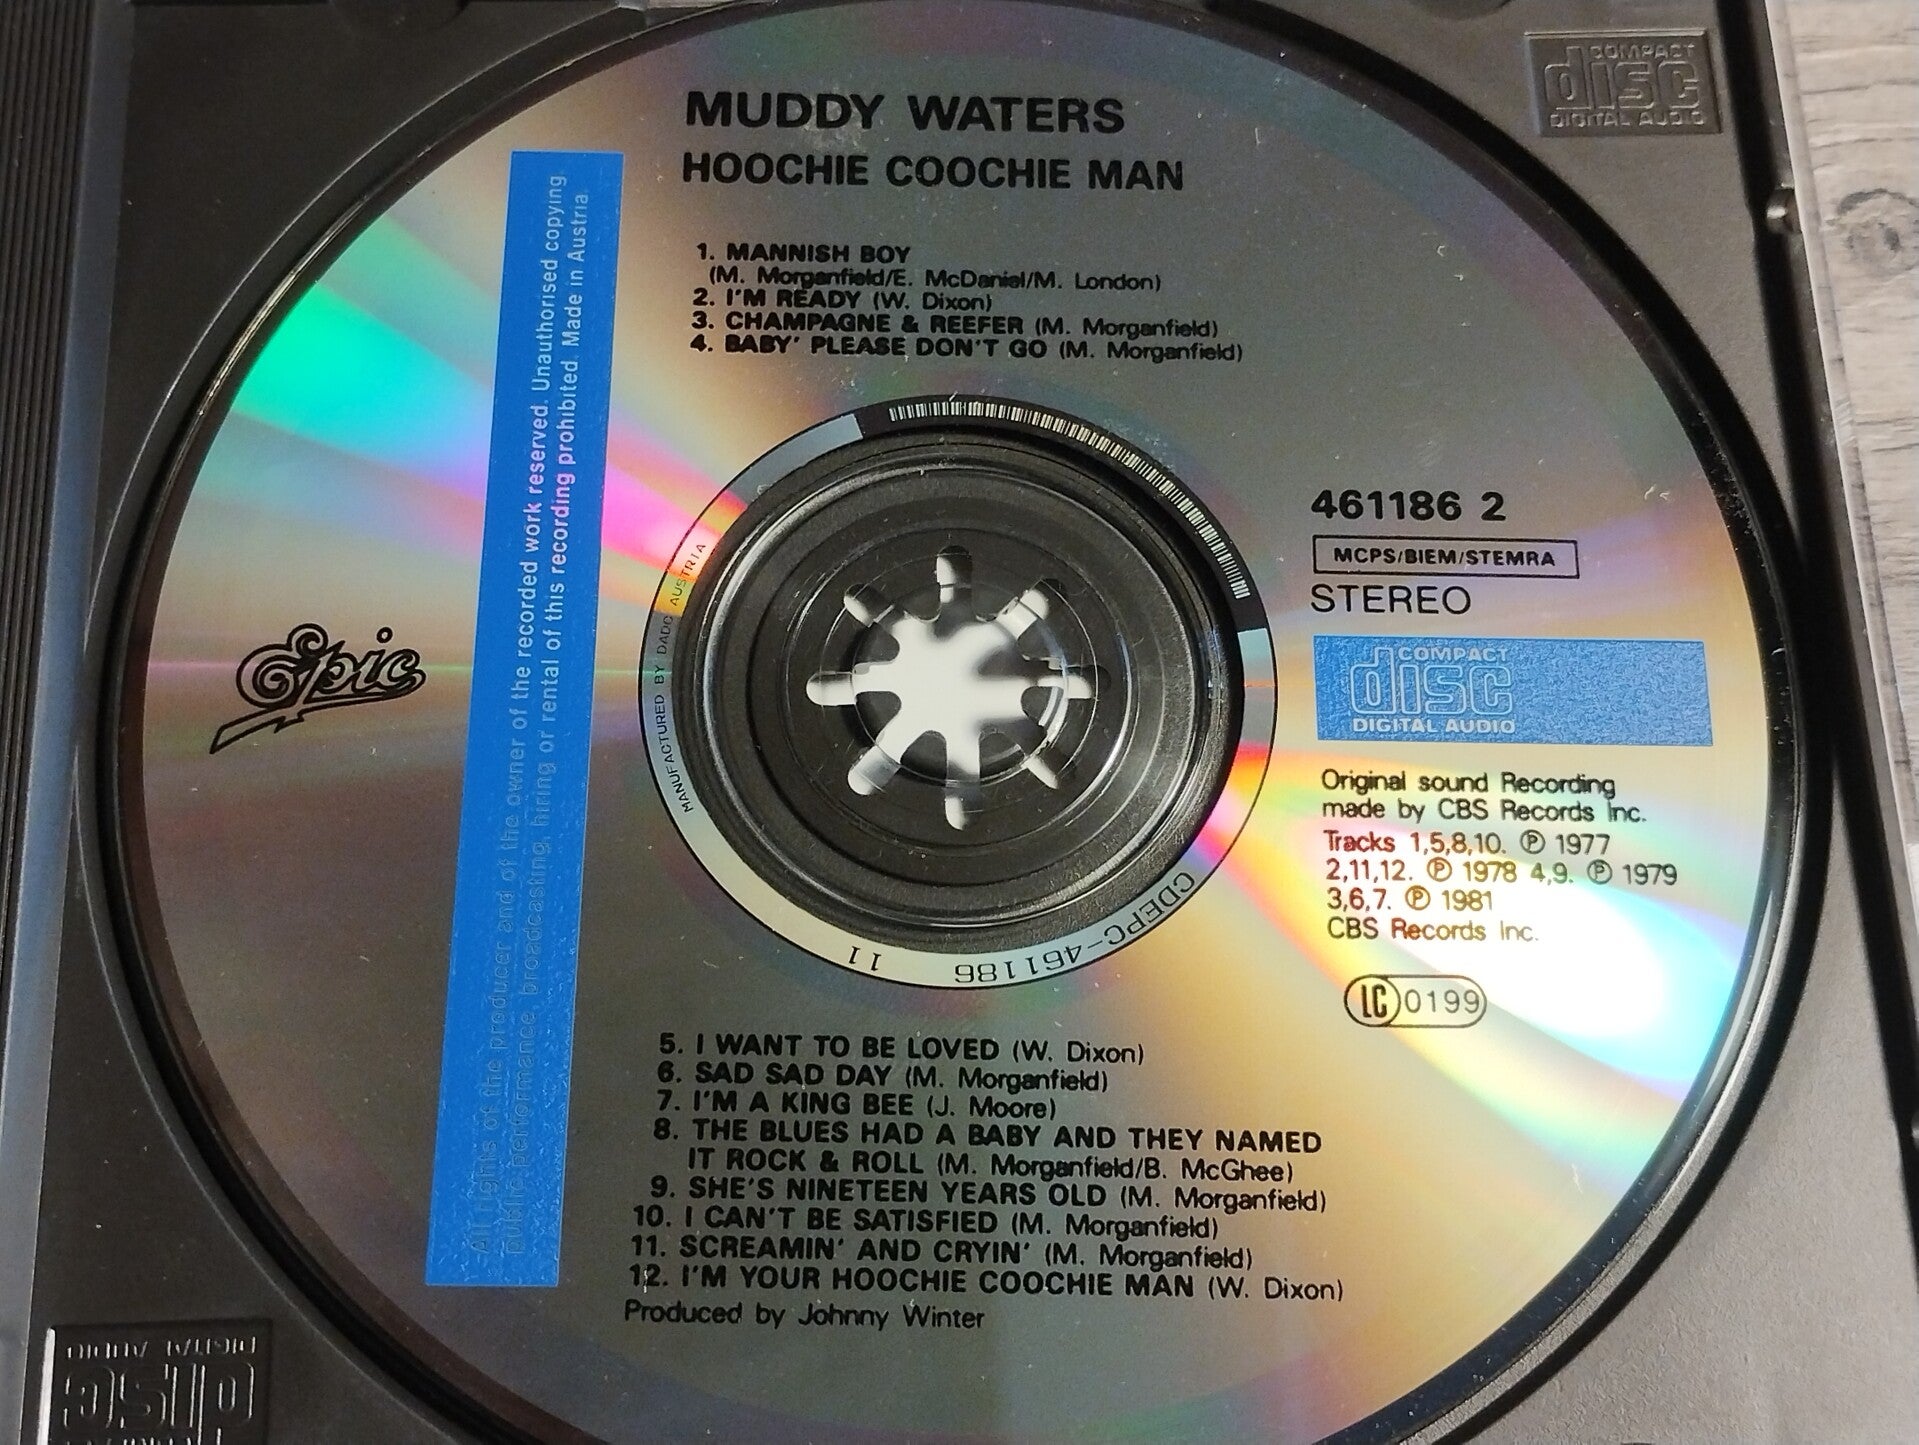 COMPACT
disc
DIGITAL AUDIO
MUDDY WATERS
HOOCHIE COOCHIE MAN
1. MANNISH BOY
(M. Morganfield/E. McDaniel/M. London)
2. I'M READY (W. Dixon)
3. CHAMPAGNE & REEFER (M. Morganfield)
4. BABY' PLEASE DON'T GO (M. Morganfield)
All rights of the producer and of the owner of the recorded work reserved. Unauthorised copying
public performance, broadcasting, hiring or rental of this recording prohibited. Made in Austria
Epic
MANUFACTURED BY DADC AUSTRIA
CDEPC-461186 11
461186 2
MCPS/BIEM/STEMRA
STEREO
COMPACT
disc
DIGITAL AUDIO
Original sound Recording
made by CBS Records Inc.
Tracks 1,5,8,10. ℗ 1977
2,11,12. ℗ 1978 4,9. ℗ 1979
3,6,7. ℗ 1981
CBS Records Inc.
LC 0199
5. I WANT TO BE LOVED (W. Dixon)
6. SAD SAD DAY (M. Morganfield)
7. I'M A KING BEE (J. Moore)
8. THE BLUES HAD A BABY AND THEY NAMED
IT ROCK & ROLL (M. Morganfield/B. McGhee)
9. SHE'S NINETEEN YEARS OLD (M. Morganfield)
10. I CAN'T BE SATISFIED (M. Morganfield)
11. SCREAMIN' AND CRYIN' (M. Morganfield)
12. I'M YOUR HOOCHIE COOCHIE MAN (W. Dixon)
Produced by Johnny Winter
DIGITAL AUDIO
disc
COMPACT